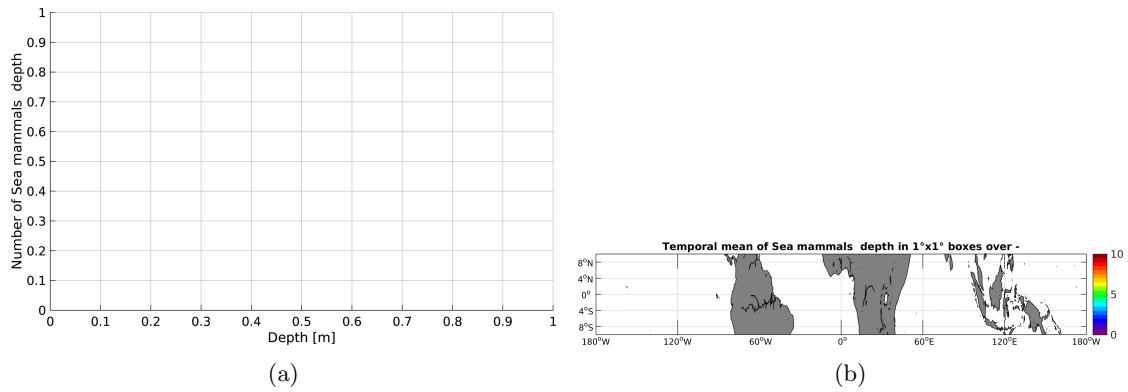 1
0.9
0.8
0.7
0.6
0.5
0.4
0.3
0.2
0.1
0
Number of Sea mammals  depth
0 0.1 0.2 0.3 0.4 0.5 0.6 0.7 0.8 0.9 1
Depth [m]
(a)
Temporal mean of Sea mammals  depth in 1°x1° boxes over -
8°N
4°N
0°
4°S
8°S
180°W 120°W 60°W 0° 60°E 120°E 180°W
10
5
0
(b)